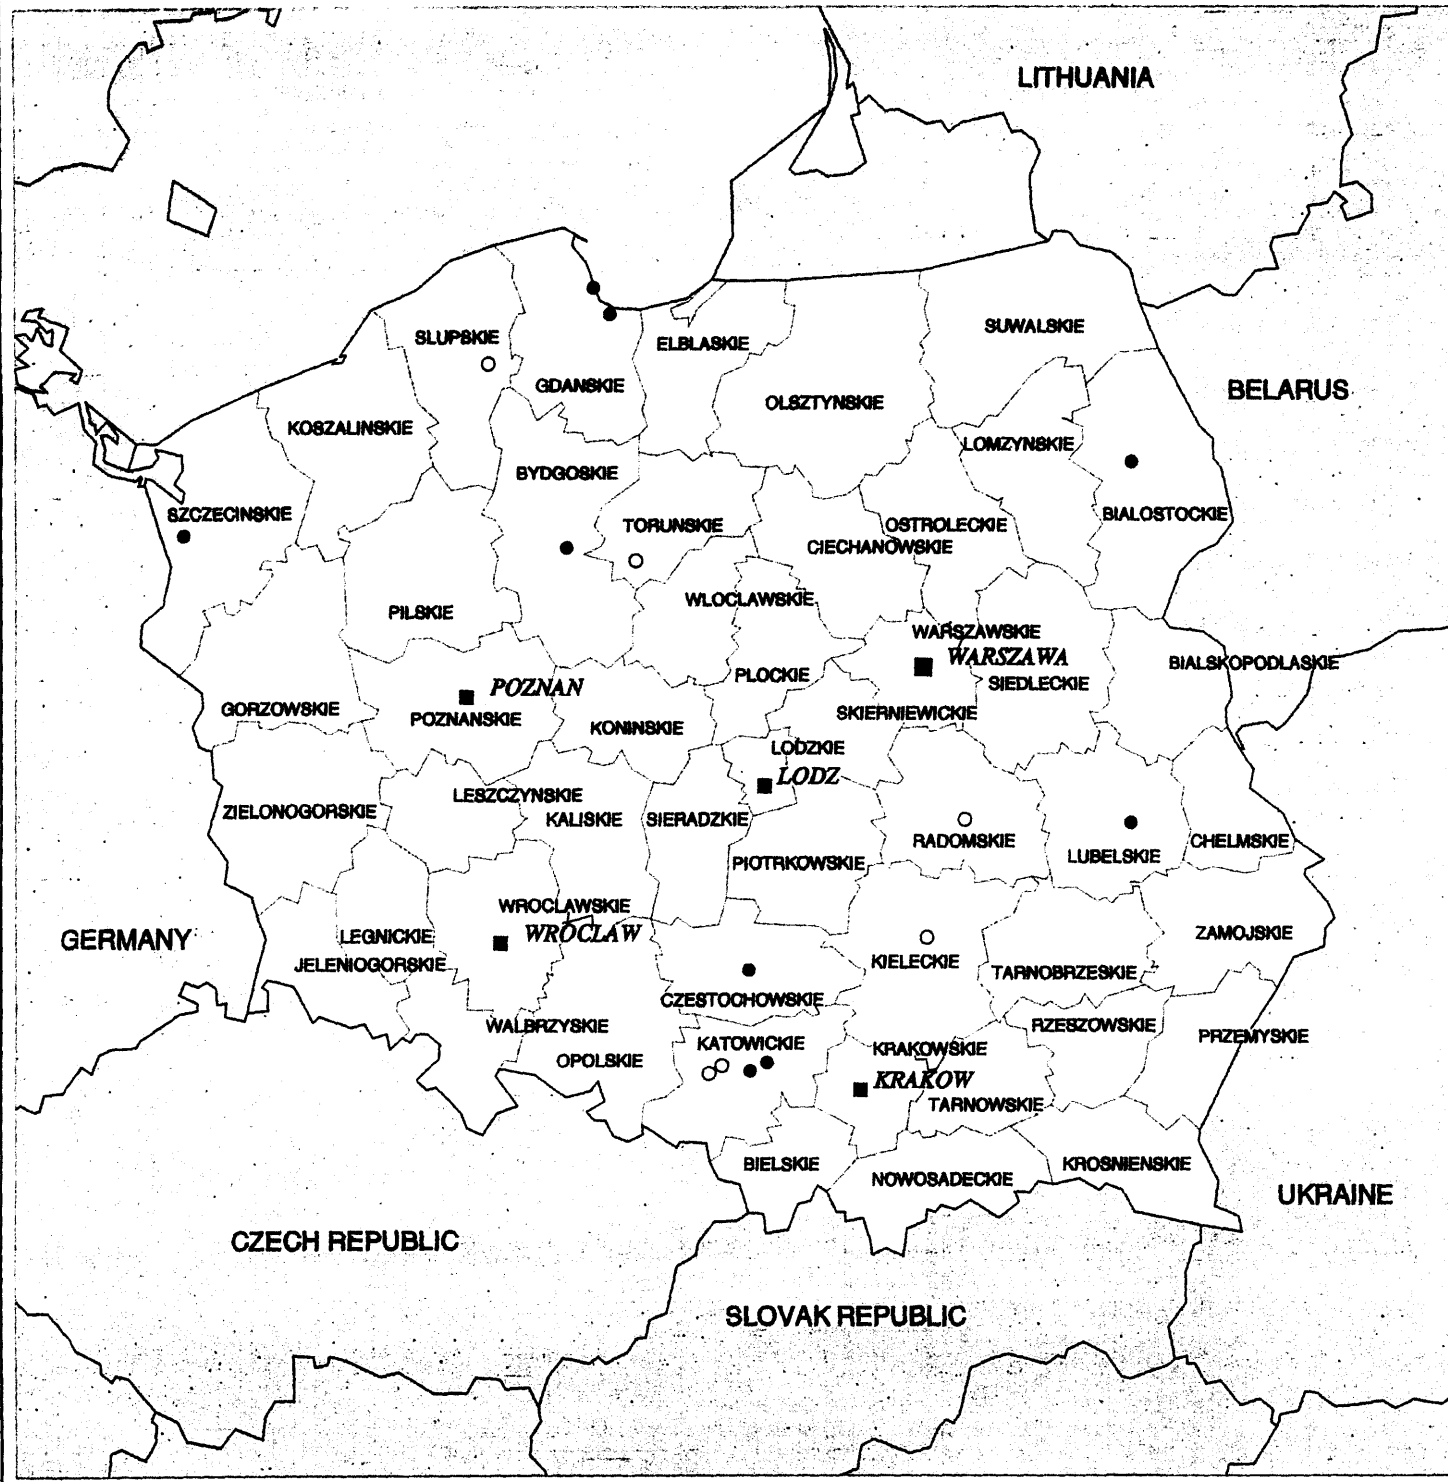 LITHUANIA
SUWALSKIE
SLUPSKIE
ELBLASKIE
GDANSKIE
BELARUS
OLSZTYNSKIE
KOSZALINSKIE
LOMZYNSKIE
BYDGOSKIE
SZCZECINSKIE
BIALOSTOCKIE
TORUNSKIE
OSTROLECKIE
CIECHANOWSKIE
WLOCLAWSKIE
PILSKIE
WARSZAWSKIE
WARSZAWA
BIALSKOPODLASKIE
PLOCKIE
SIEDLECKIE
POZNAN
GORZOWSKIE
POZNANSKIE
SKIERNIEWICKIE
KONINSKIE
LODZKIE
LODZ
LESZCZYNSKIE
ZIELONOGORSKIE
KALISKIE
SIERADZKIE
RADOMSKIE
CHELMSKIE
LUBELSKIE
PIOTRKOWSKIE
WROCLAWSKIE
WROCLAW
ZAMOJSKIE
GERMANY
LEGNICKIE
JELENIOGORSKIE
KIELECKIE
TARNOBRZESKIE
CZESTOCHOWSKIE
WALBRZYSKIE
RZESZOWSKIE
PRZEMYSKIE
KATOWICKIE
KRAKOWSKIE
OPOLSKIE
KRAKOW
TARNOWSKIE
BIELSKIE
KROSNIENSKIE
NOWOSADECKIE
UKRAINE
CZECH REPUBLIC
SLOVAK REPUBLIC